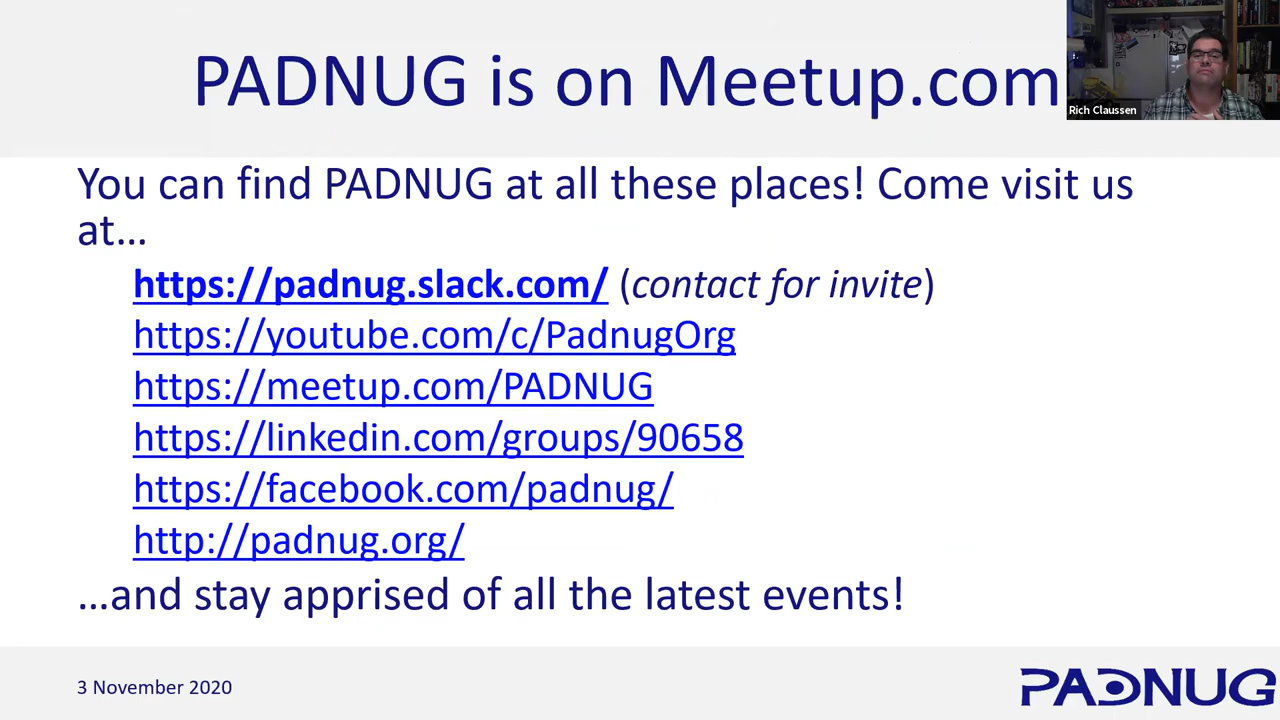 PADNUG is on Meetup.com
Rich Claussen
You can find PADNUG at all these places! Come visit us
at…
https://padnug.slack.com/ (contact for invite)
https://youtube.com/c/PadnugOrg
https://meetup.com/PADNUG
https://linkedin.com/groups/90658
https://facebook.com/padnug/
http://padnug.org/
…and stay apprised of all the latest events!
3 November 2020
PADNUG